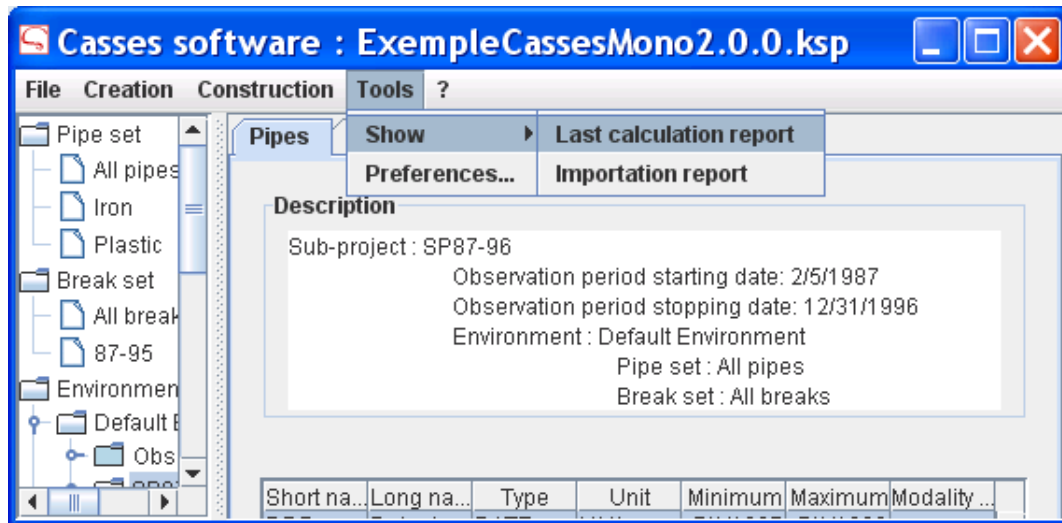 Casses software : ExempleCassesMono2.0.0.ksp
File Creation Construction Tools ?
Pipe set
All pipes
Iron
Plastic
Break set
All break
87-95
Environmen
Default
Obs
Pipes
Show
Preferences...
Last calculation report
Importation report
Description
Sub-project : SP87-96
Observation period starting date: 2/5/1987
Observation period stopping date: 12/31/1996
Environment : Default Environment
Pipe set : All pipes
Break set : All breaks
Short na... Long na... Type Unit Minimum Maximum Modality ...